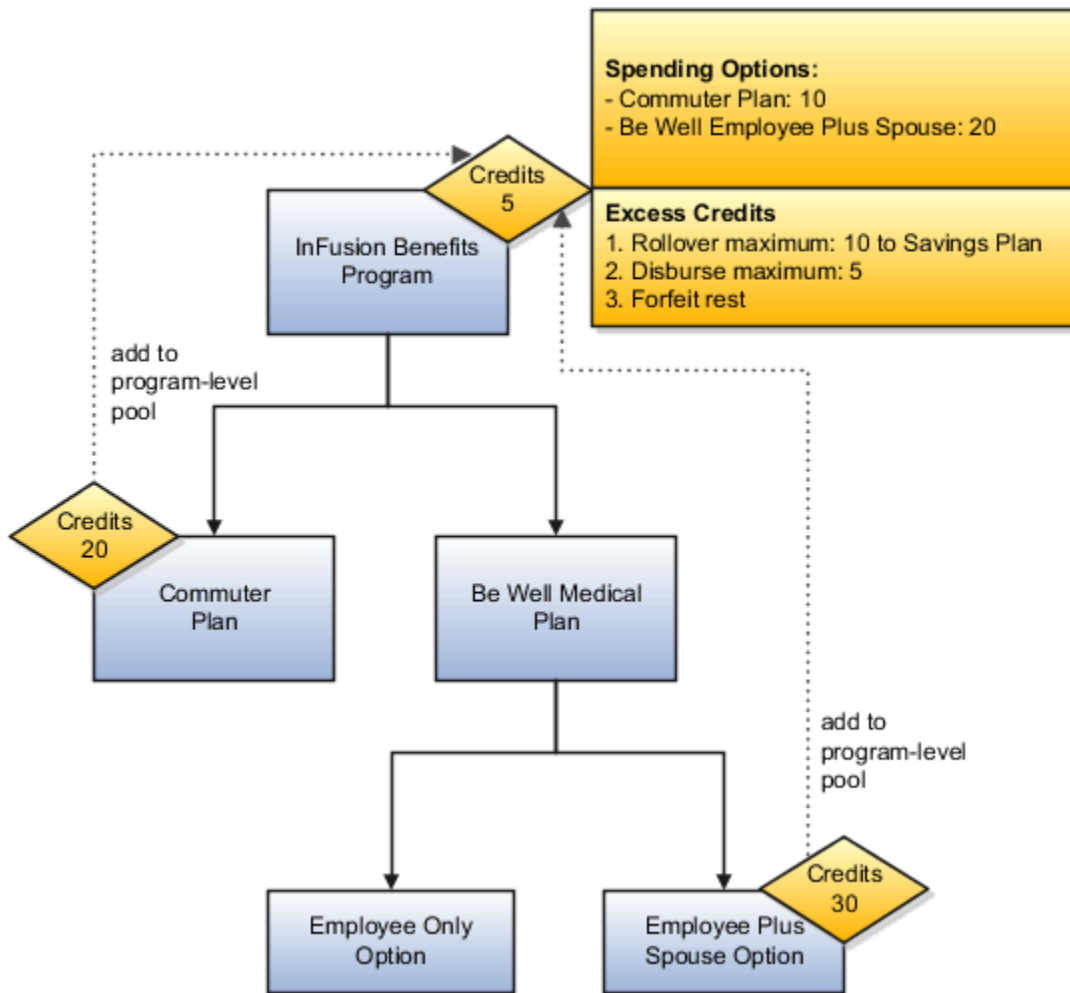 Spending Options:
- Commuter Plan: 10
- Be Well Employee Plus Spouse: 20
Credits
5
Excess Credits
1. Rollover maximum: 10 to Savings Plan
2. Disburse maximum: 5
3. Forfeit rest
InFusion Benefits
Program
add to
program-level
pool
Credits
20
Commuter
Plan
Be Well Medical
Plan
add to
program-level
pool
Employee Only
Option
Employee Plus
Spouse Option
Credits
30